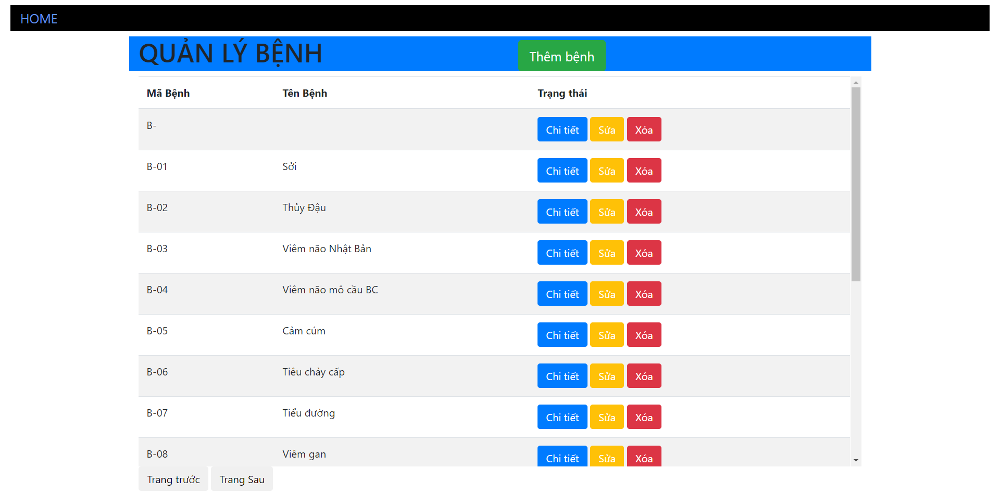 HOME
QUẢN LÝ BỆNH Thêm bệnh
Mã Bệnh Tên Bệnh Trạng thái
B- Chi tiết Sửa Xóa
B-01 Sởi Chi tiết Sửa Xóa
B-02 Thủy Đậu Chi tiết Sửa Xóa
B-03 Viêm não Nhật Bản Chi tiết Sửa Xóa
B-04 Viêm não mô cầu BC Chi tiết Sửa Xóa
B-05 Cảm cúm Chi tiết Sửa Xóa
B-06 Tiêu chảy cấp Chi tiết Sửa Xóa
B-07 Tiểu đường Chi tiết Sửa Xóa
B-08 Viêm gan Chi tiết Sửa Xóa
Trang trước Trang Sau